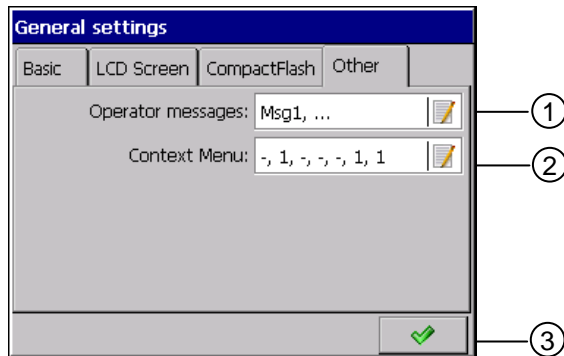 General settings
Basic LCD Screen CompactFlash Other
Operator messages: Msg1, ... 1
Context Menu: -, 1, -, -, -, 1, 1 2
3